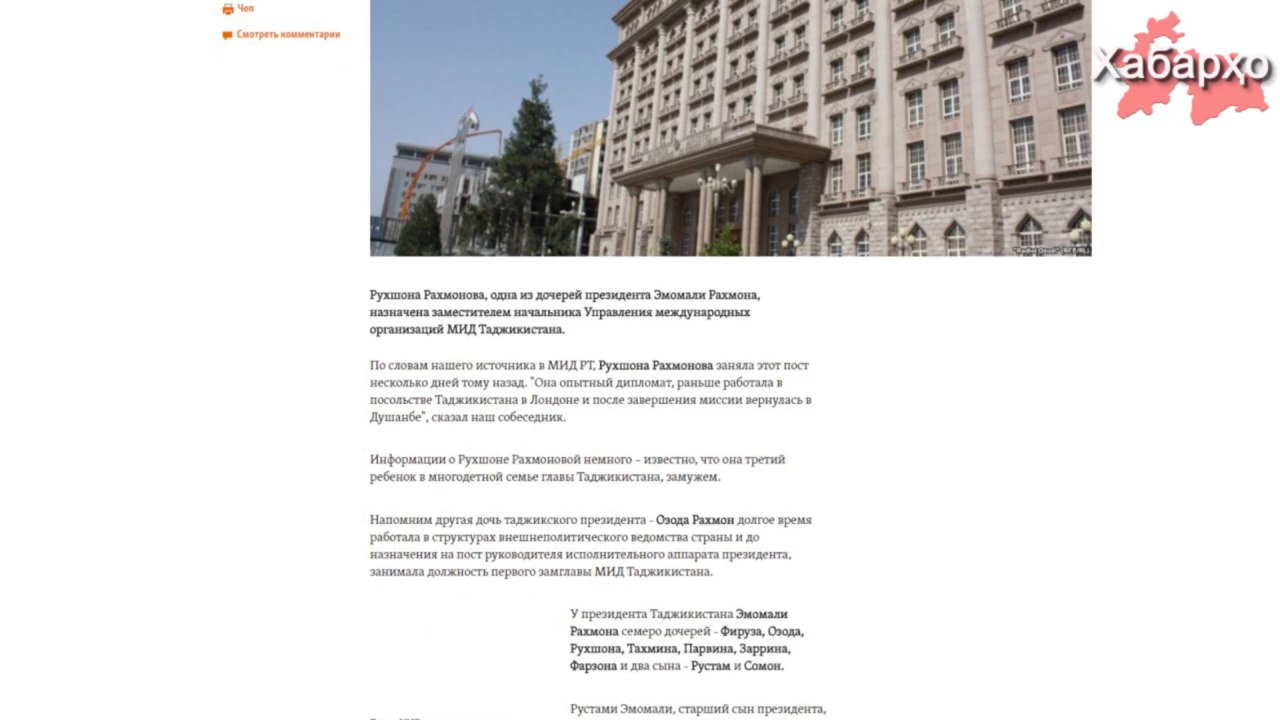 Чоп
Смотреть комментарии
Хабарҳо
"Radioi Ozodi" (RFE/RL)
Рухшона Рахмонова, одна из дочерей президента Эмомали Рахмона,
назначена заместителем начальника Управления международных
организаций МИД Таджикистана.
По словам нашего источника в МИД РТ, Рухшона Рахмонова заняла этот пост
несколько дней тому назад. "Она опытный дипломат, раньше работала в
посольстве Таджикистана в Лондоне и после завершения миссии вернулась в
Душанбе", сказал наш собеседник.
Информации о Рухшоне Рахмоновой немного – известно, что она третий
ребенок в многодетной семье главы Таджикистана, замужем.
Напомним другая дочь таджикского президента - Озода Рахмон долгое время
работала в структурах внешнеполитического ведомства страны и до
назначения на пост руководителя исполнительного аппарата президента,
занимала должность первого замглавы МИД Таджикистана.
У президента Таджикистана Эмомали
Рахмона семеро дочерей - Фируза, Озода,
Рухшона, Тахмина, Парвина, Заррина,
Фарзона и два сына - Рустам и Сомон.
Рустами Эмомали, старший сын президента,